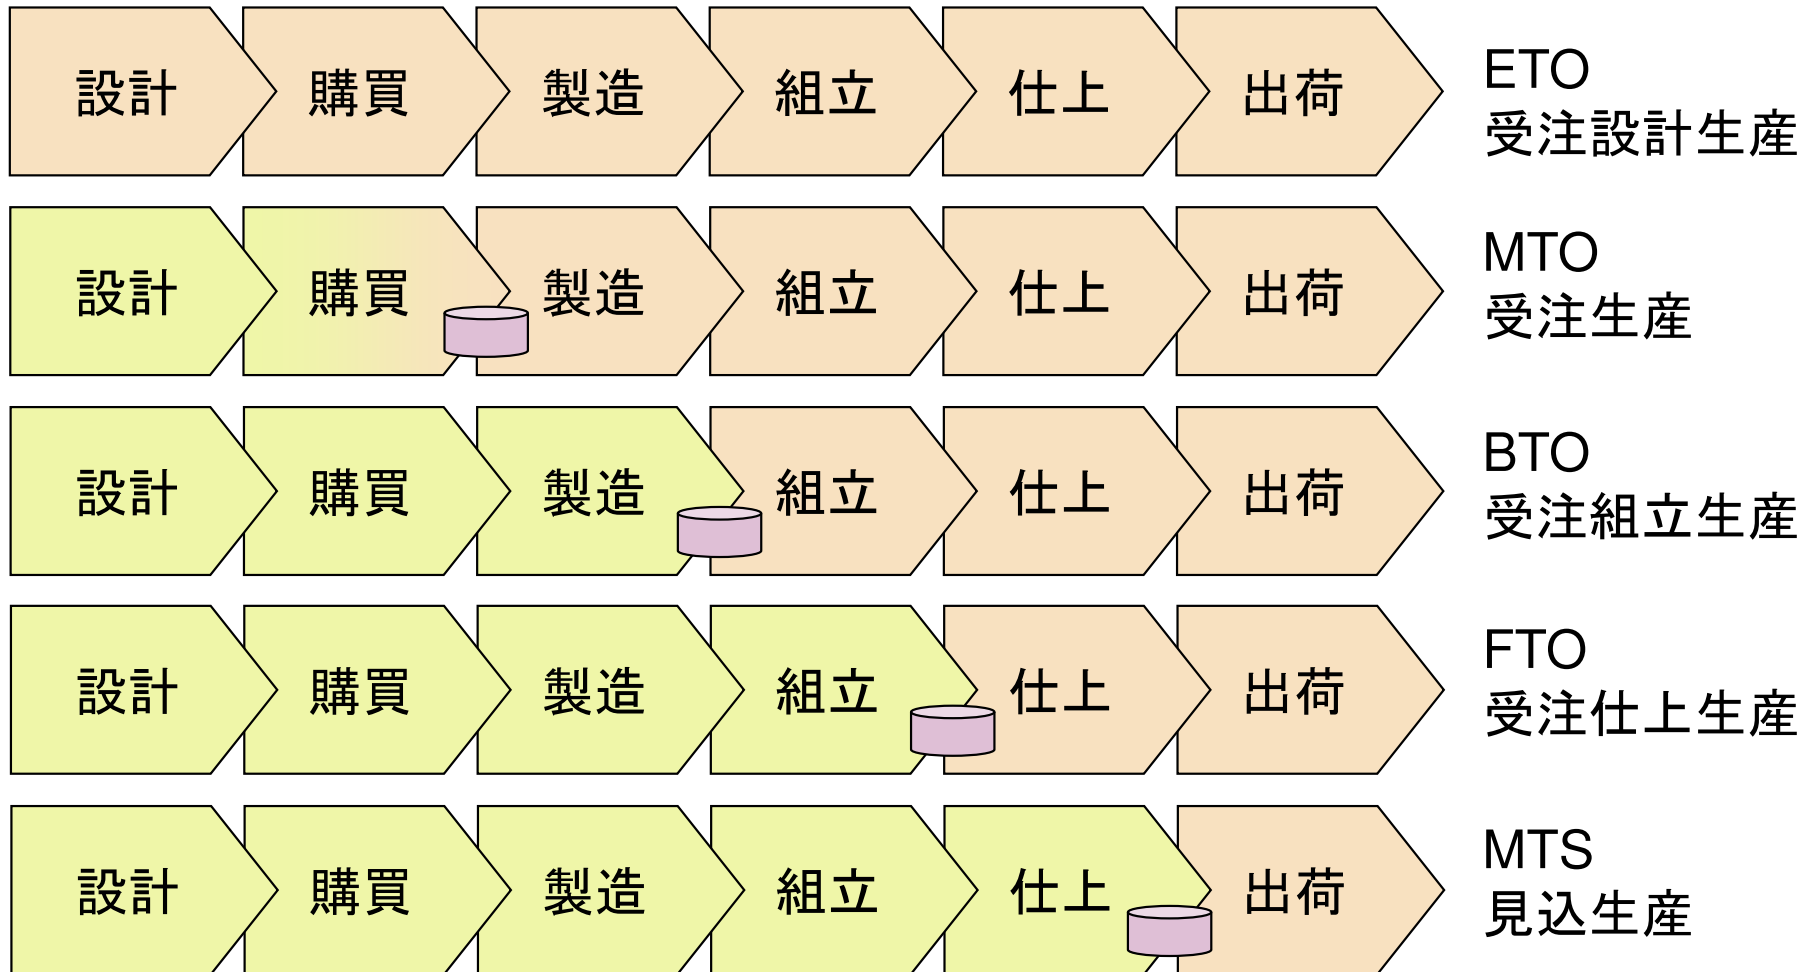 設計 購買 製造 組立 仕上 出荷
ETO
受注設計生産
設計 購買 製造 組立 仕上 出荷
MTO
受注生産
設計 購買 製造 組立 仕上 出荷
BTO
受注組立生産
設計 購買 製造 組立 仕上 出荷
FTO
受注仕上生産
設計 購買 製造 組立 仕上 出荷
MTS
見込生産